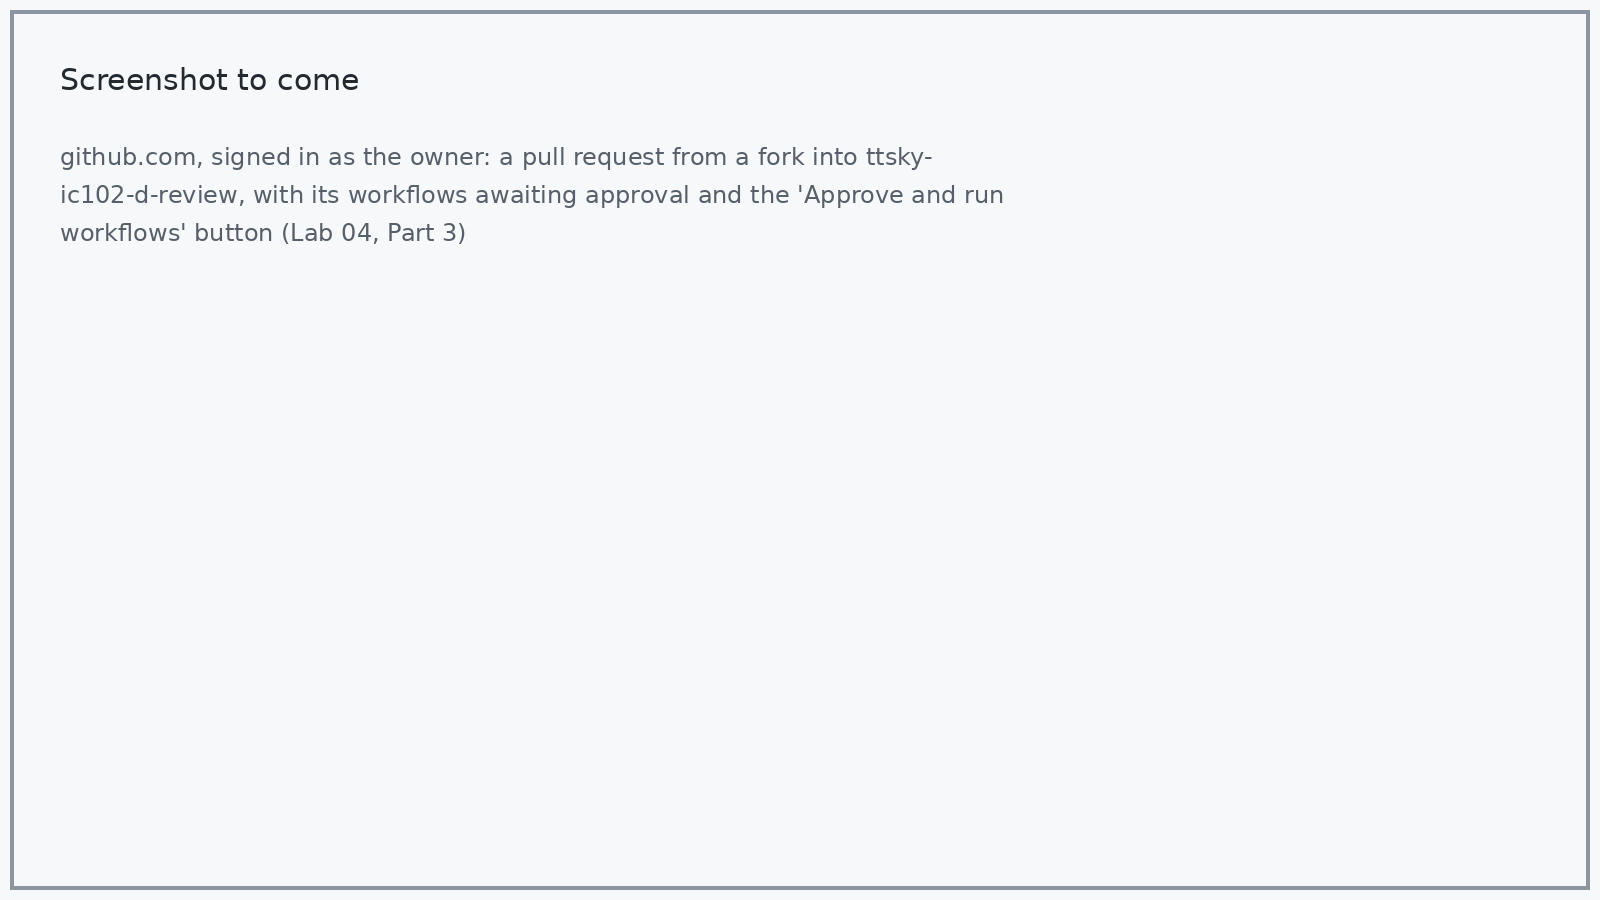 Screenshot to come
github.com, signed in as the owner: a pull request from a fork into ttsky-
ic102-d-review, with its workflows awaiting approval and the 'Approve and run
workflows' button (Lab 04, Part 3)